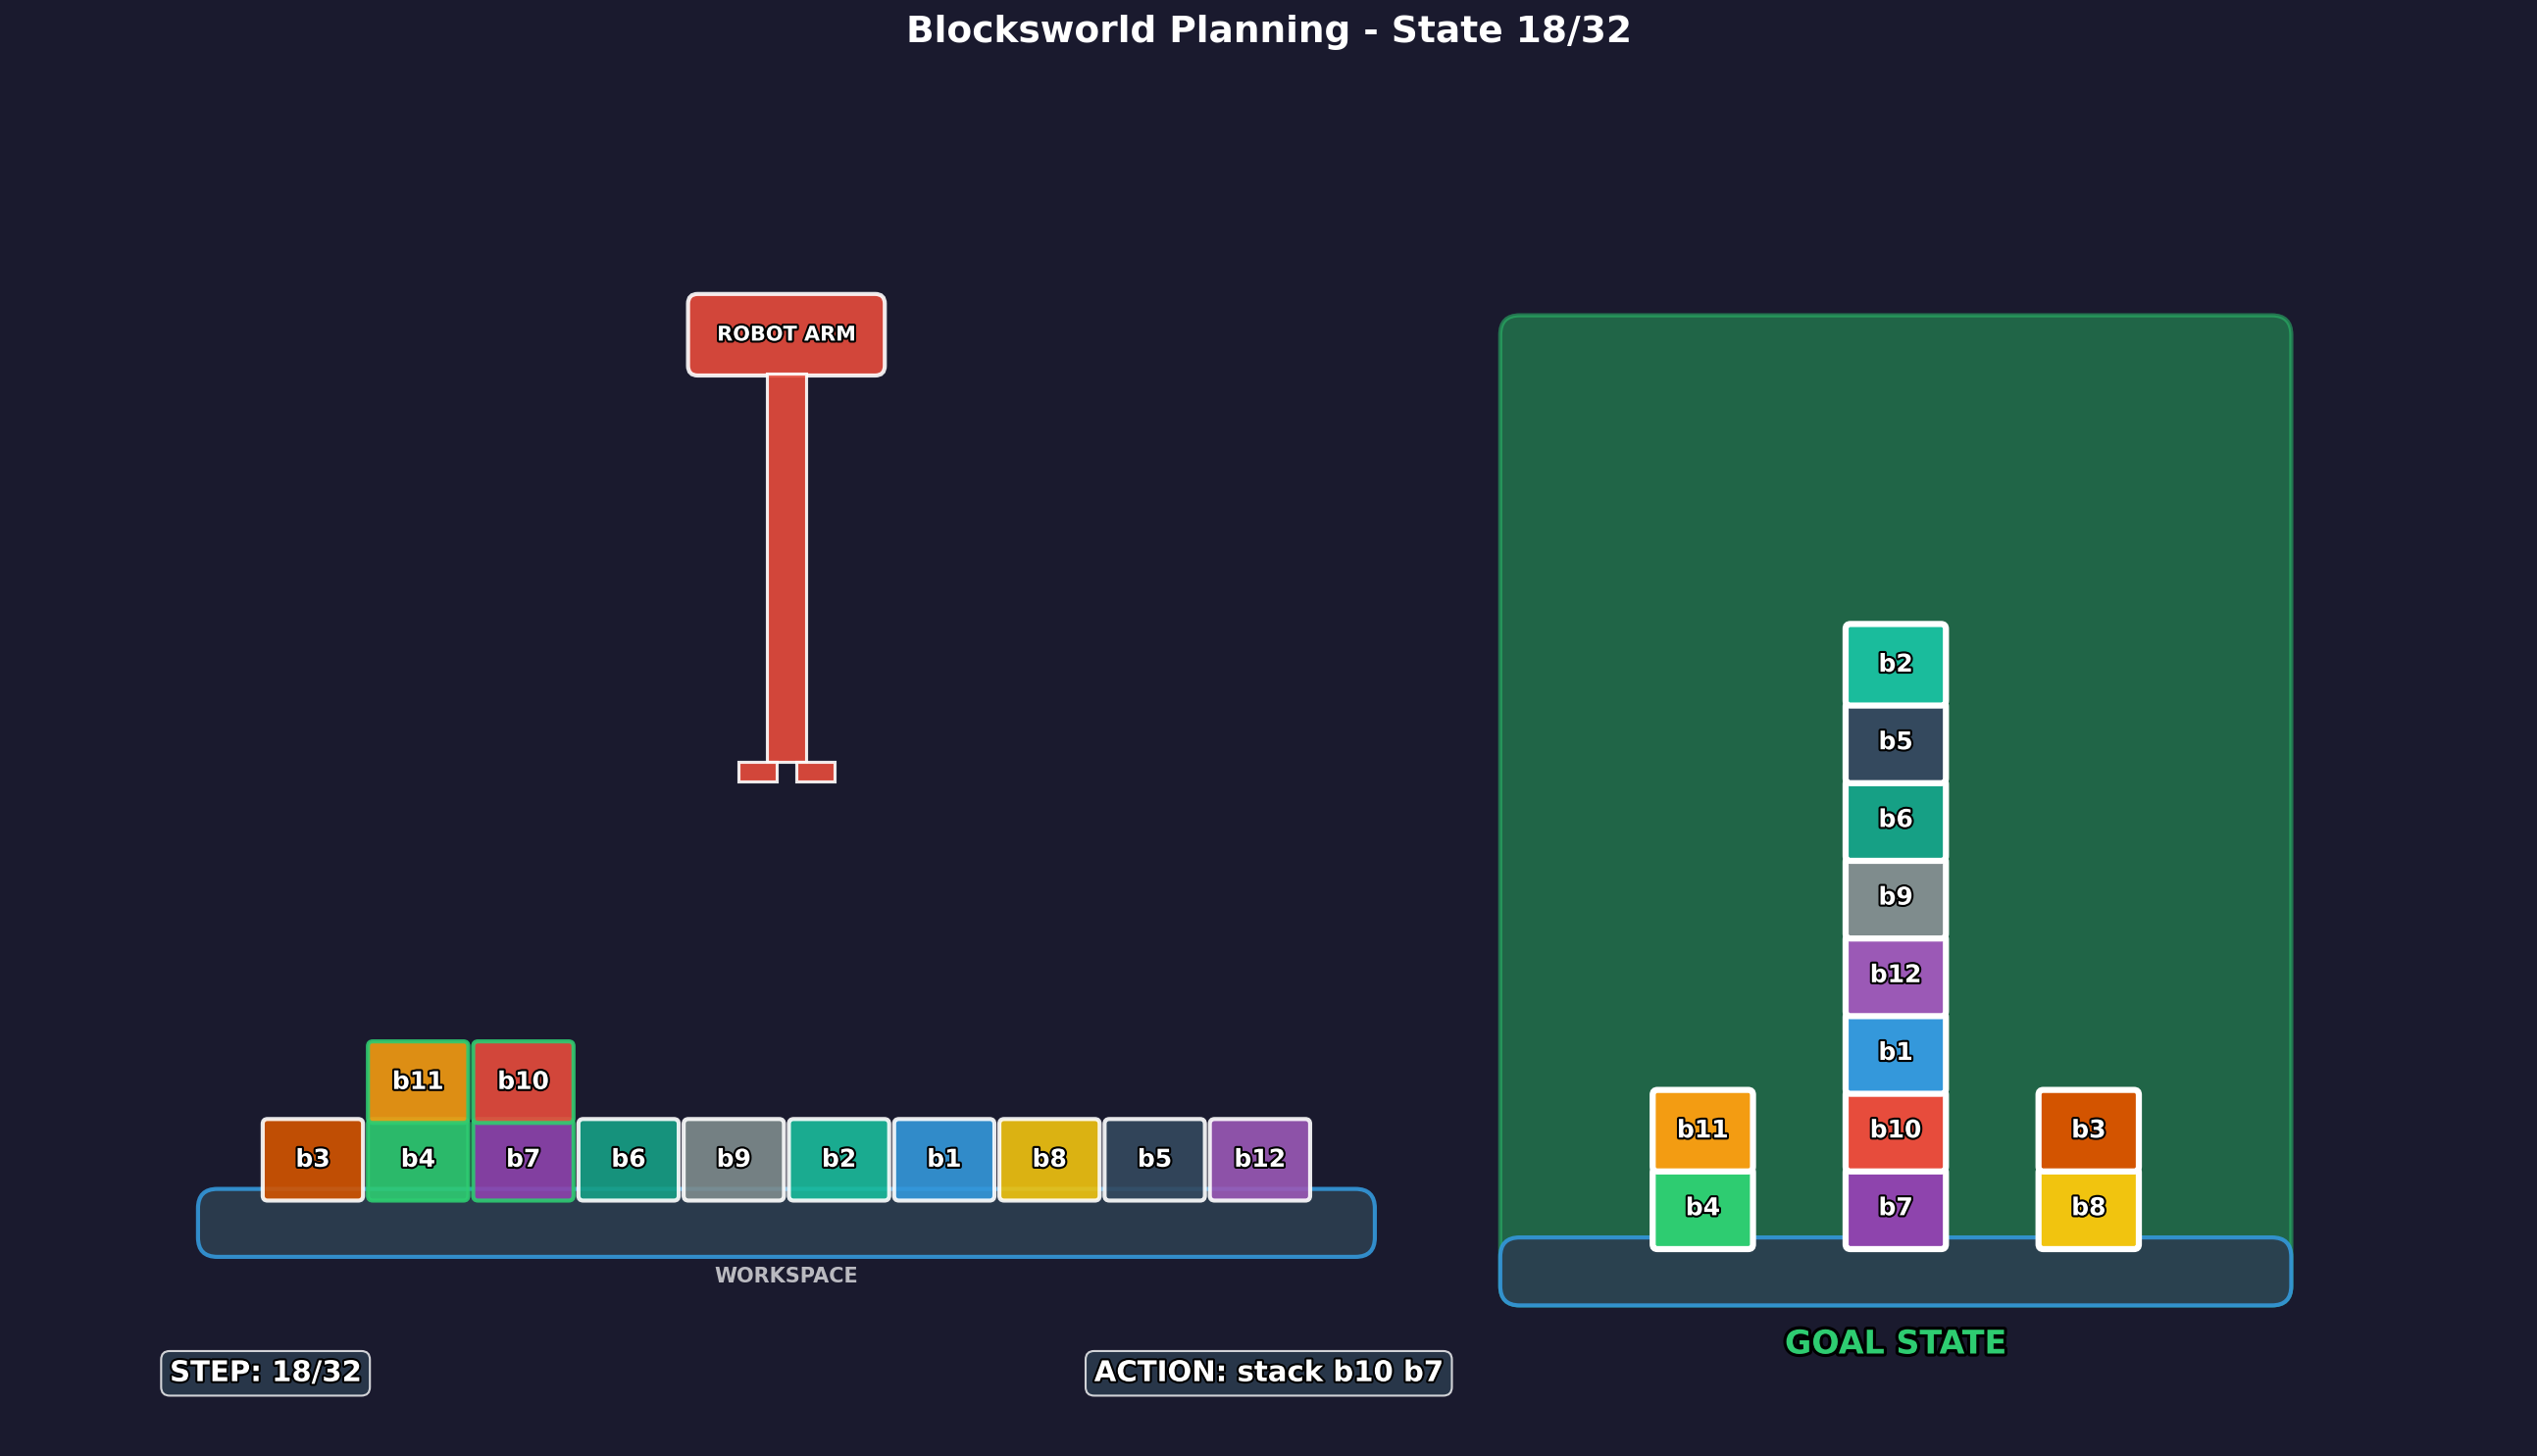 Blocksworld Planning - State 18/32
ROBOT ARM
b2
b5
b6
b9
b12
b1
b11 b10 b3
b4 b7 b8
b11 b10
b3 b4 b7 b6 b9 b2 b1 b8 b5 b12
WORKSPACE
GOAL STATE
STEP: 18/32
ACTION: stack b10 b7